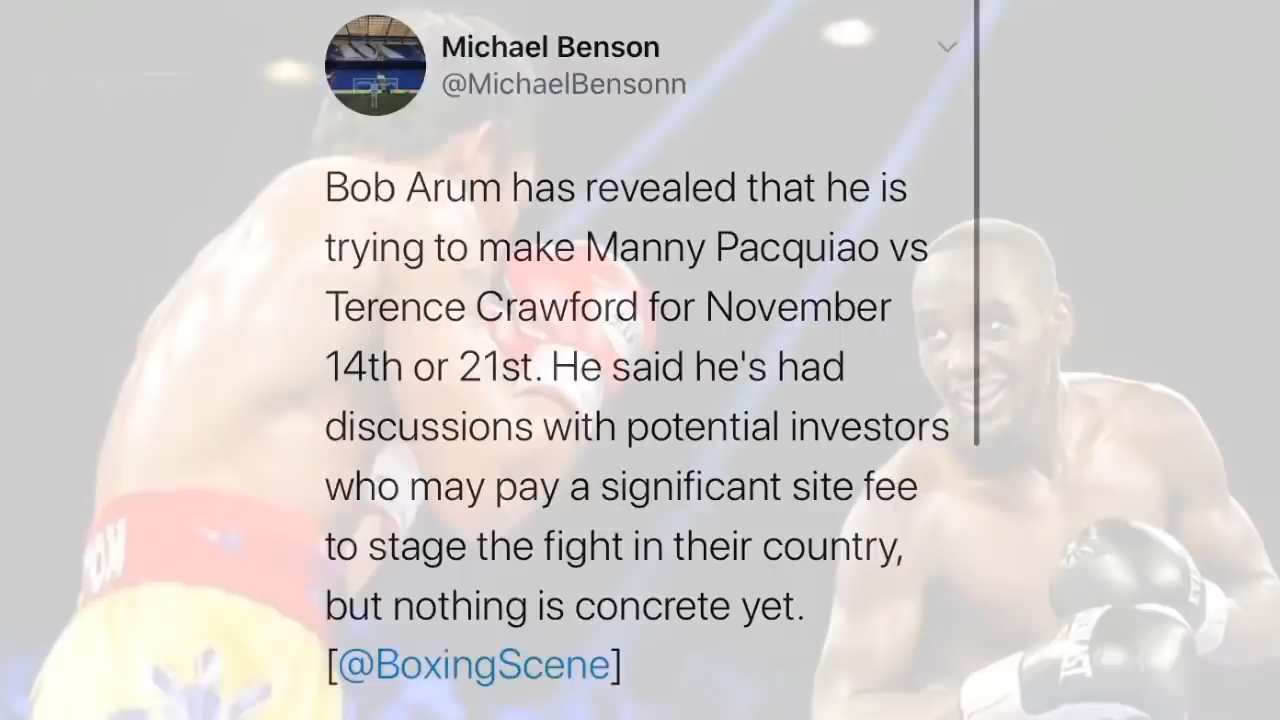 Michael Benson
@MichaelBensonn
Bob Arum has revealed that he is
trying to make Manny Pacquiao vs
Terence Crawford for November
14th or 21st. He said he's had
discussions with potential investors
who may pay a significant site fee
to stage the fight in their country,
but nothing is concrete yet.
[@BoxingScene]